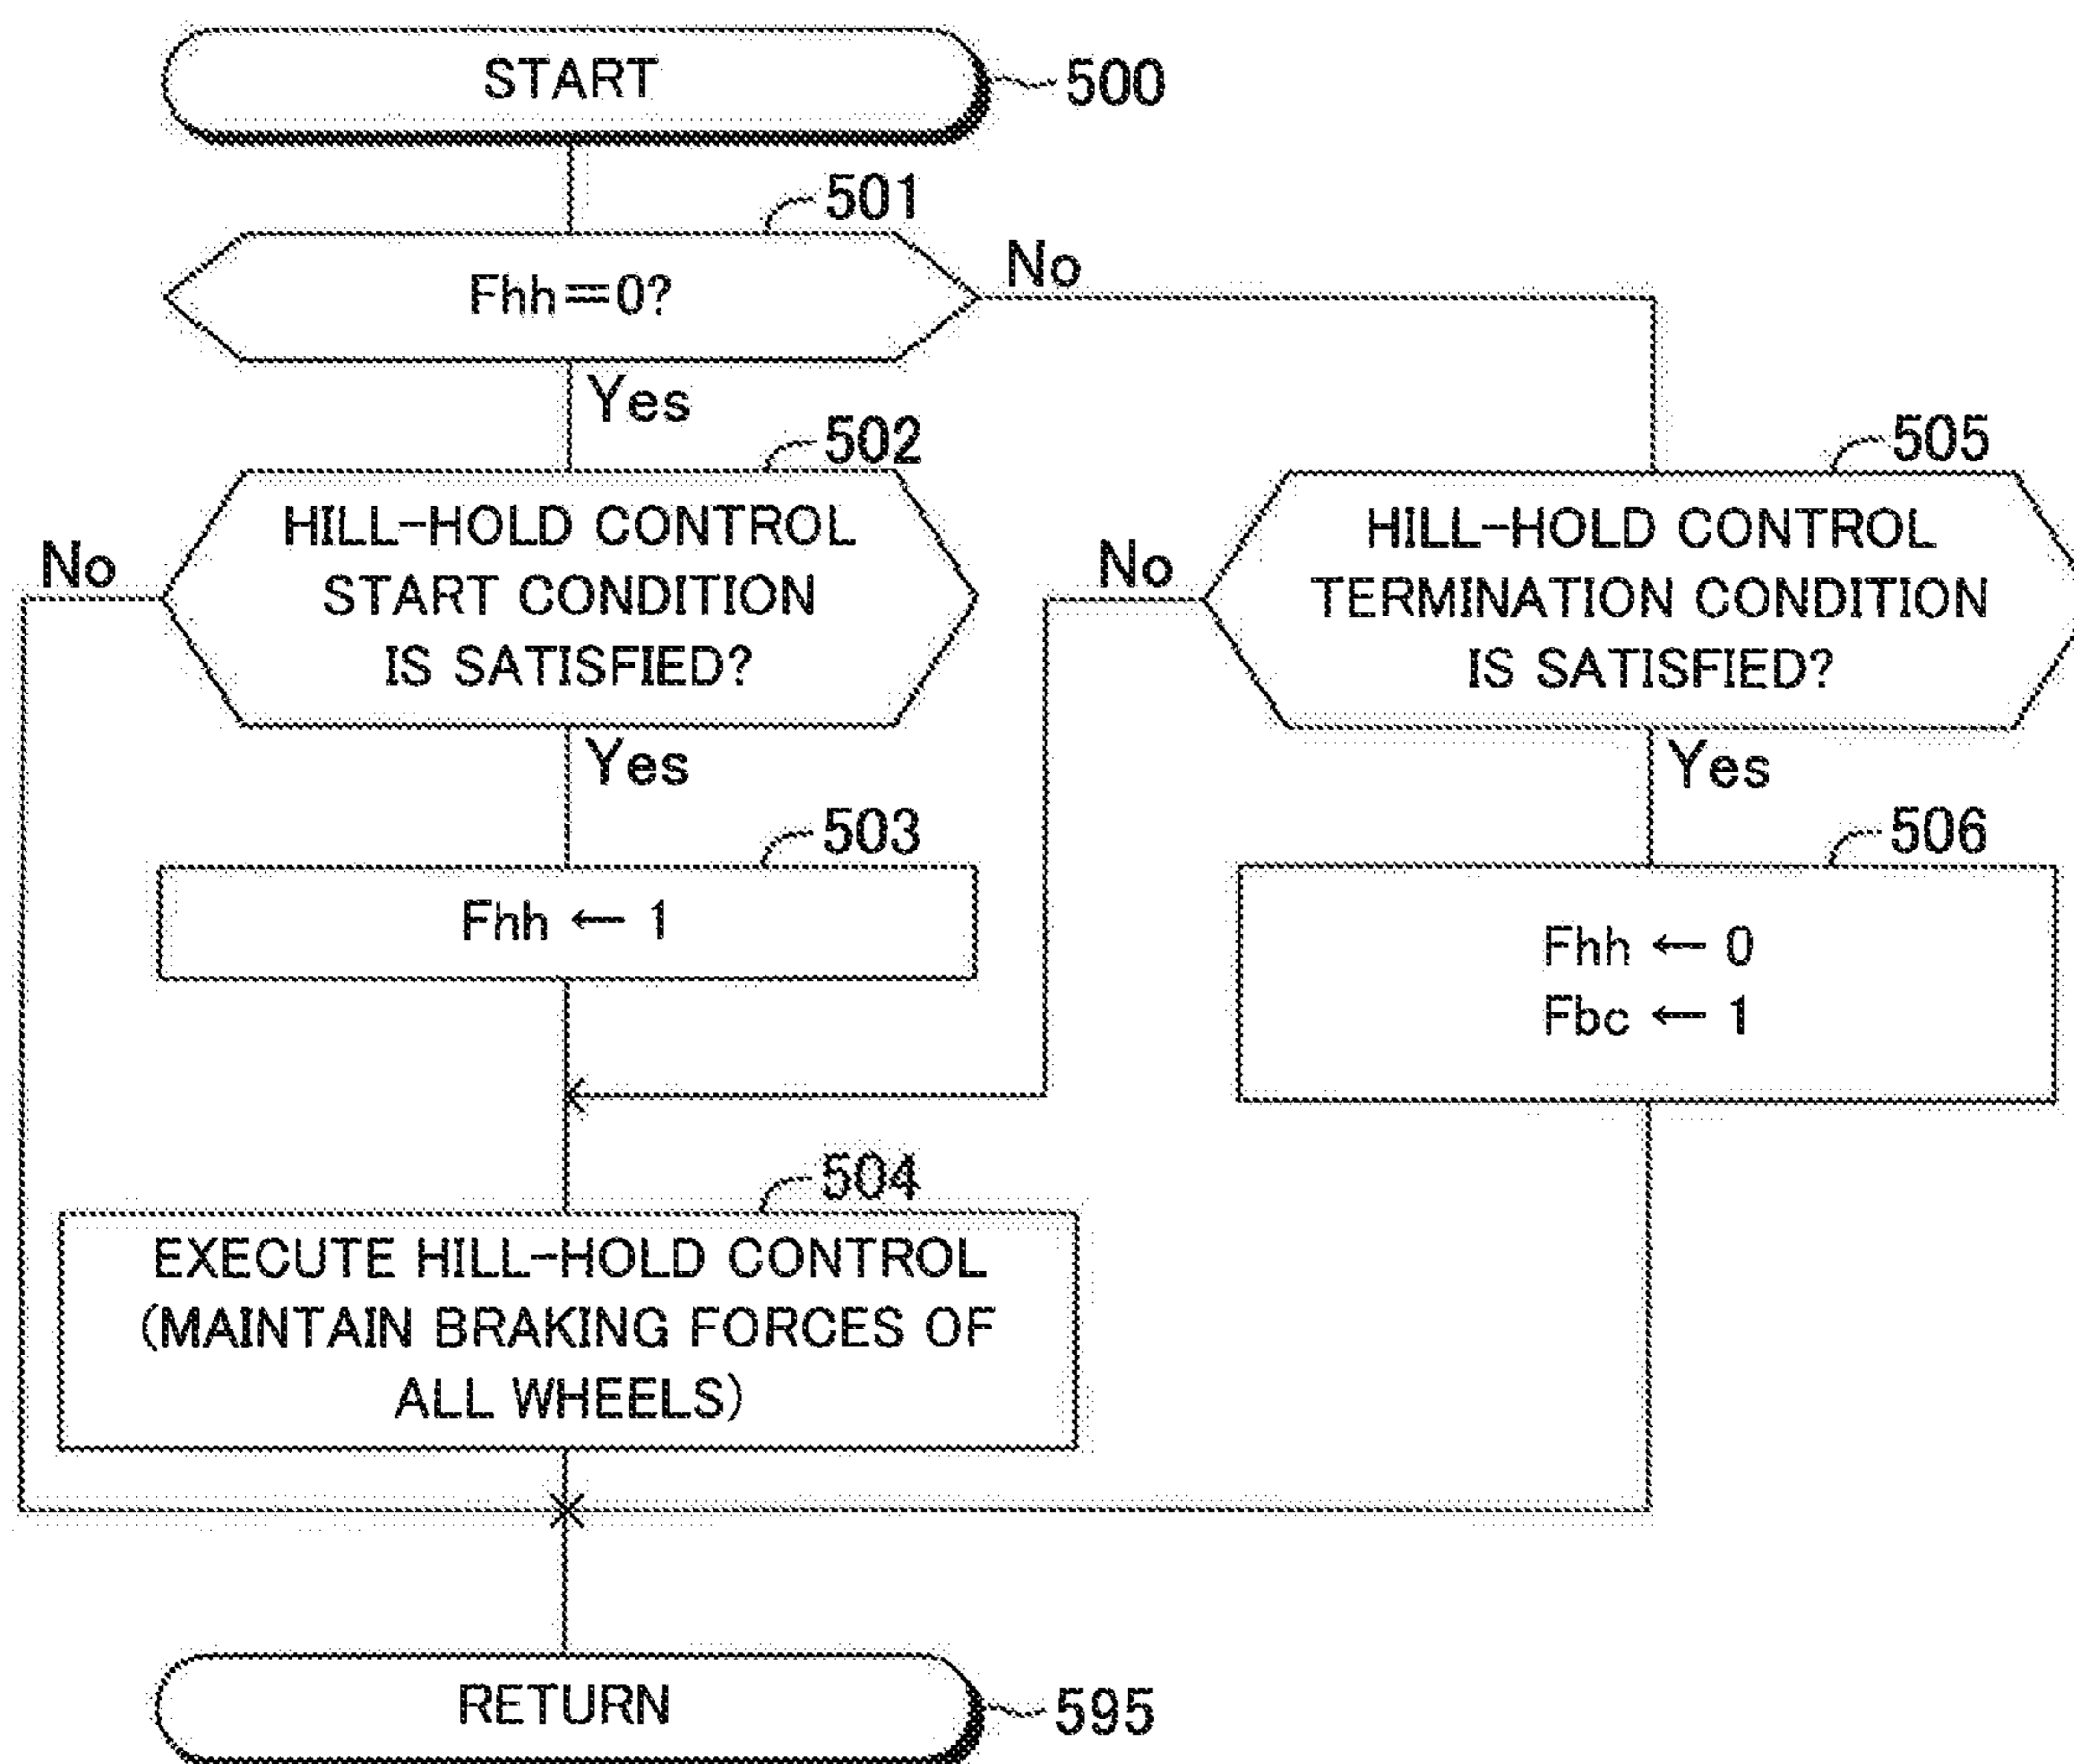 START
500
501
Fhh==0?
No
Yes
502
HILL-HOLD CONTROL
START CONDITION
IS SATISFIED?
No
Yes
503
Fhh ← 1
504
EXECUTE HILL-HOLD CONTROL
(MAINTAIN BRAKING FORCES OF
ALL WHEELS)
505
HILL-HOLD CONTROL
TERMINATION CONDITION
IS SATISFIED?
No
Yes
506
Fhh ← 0
Fbc ← 1
RETURN
595